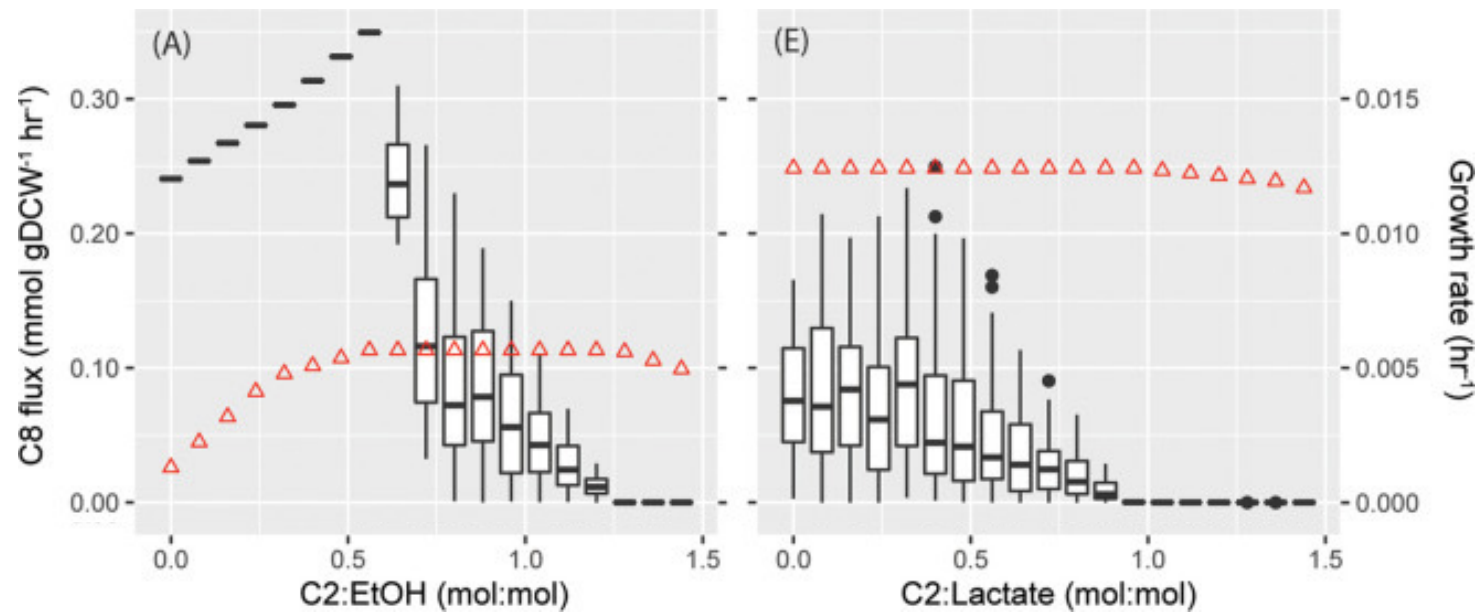 (A)
(E)
C8 flux (mmol gDCW⁻¹ hr⁻¹)
0.30
0.20
0.10
0.00
0.015
0.010
0.005
0.000
Growth rate (hr⁻¹)
0.0 0.5 1.0 1.5
0.0 0.5 1.0 1.5
C2:EtOH (mol:mol)
C2:Lactate (mol:mol)